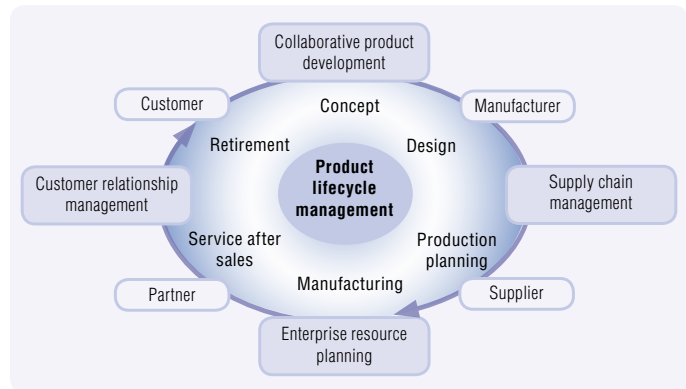 Collaborative product
development
Customer
Concept
Manufacturer
Retirement
Design
Product
lifecycle
management
Customer relationship
management
Supply chain
management
Service after
sales
Production
planning
Manufacturing
Partner
Supplier
Enterprise resource
planning